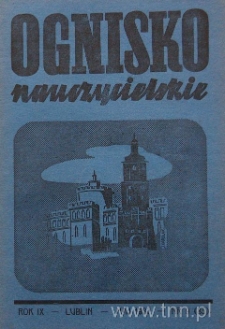 OGNISKO
nauczycielskie
ROK IX — LUBLIN —
www.tnn.pl